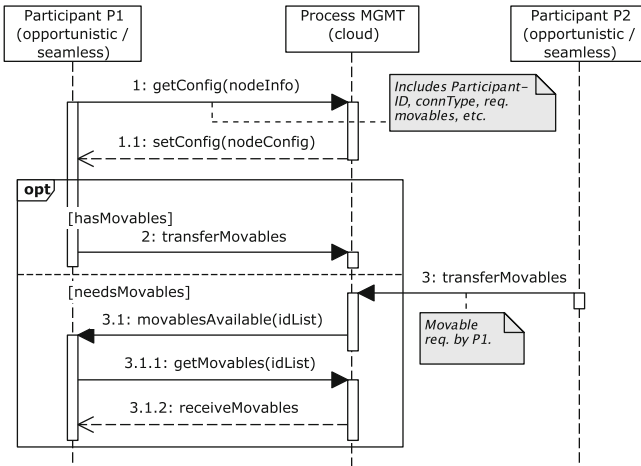 Participant P1
(opportunistic /
seamless)
Process MGMT
(cloud)
Participant P2
(opportunistic /
seamless)
1: getConfig(nodeInfo)
Includes Participant-
ID, connType, req.
movables, etc.
1.1: setConfig(nodeConfig)
opt
[hasMovables]
2: transferMovables
3: transferMovables
[needsMovables]
3.1: movablesAvailable(idList)
Movable
req. by P1.
3.1.1: getMovables(idList)
3.1.2: receiveMovables